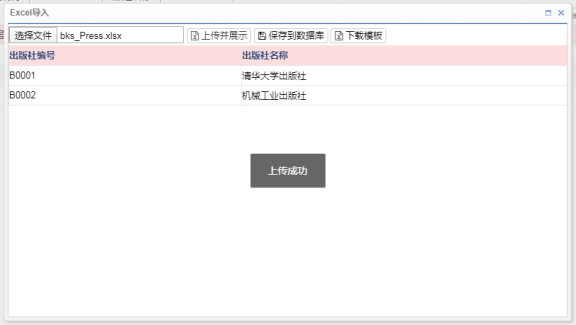 Excel导入
选择文件 bks_Press.xlsx 上传并展示 保存到数据库 下载模板
出版社编号 出版社名称
B0001 清华大学出版社
B0002 机械工业出版社
上传成功